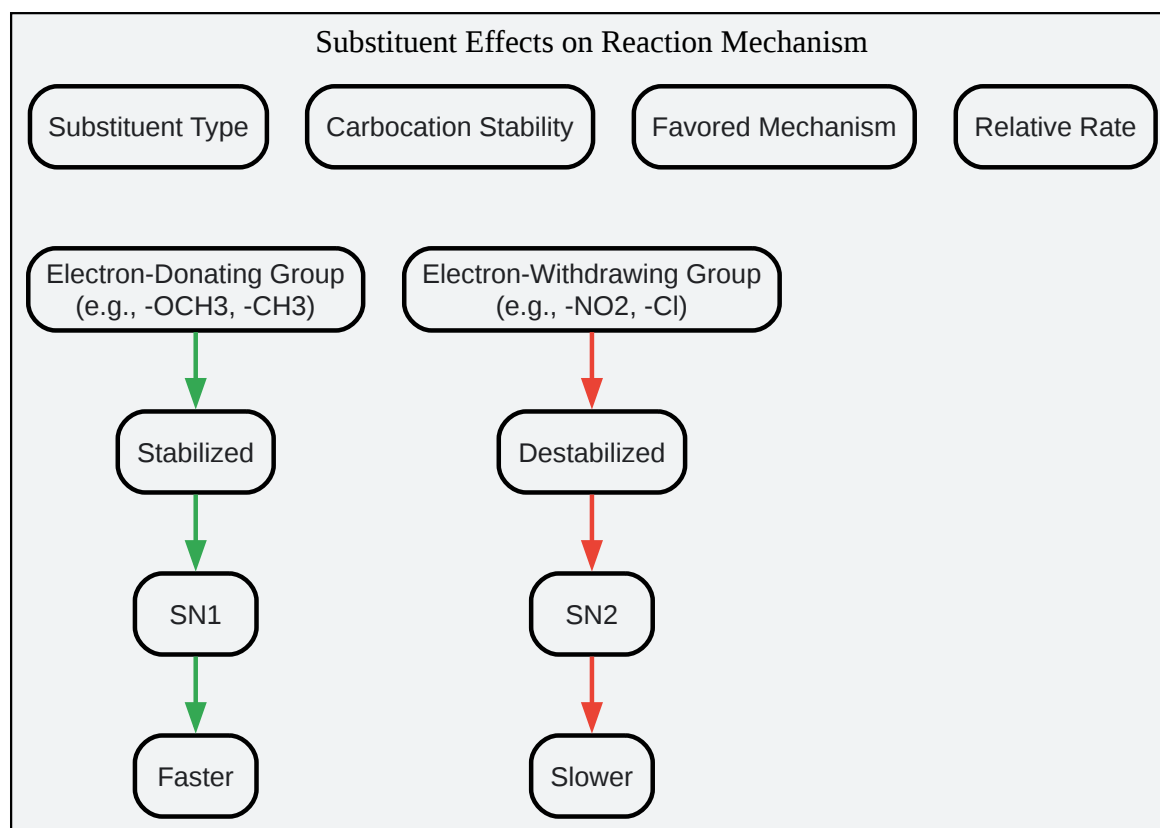 Substituent Effects on Reaction Mechanism
Substituent Type
Carbocation Stability
Favored Mechanism
Relative Rate
Electron-Donating Group
(e.g., -OCH3, -CH3)
Electron-Withdrawing Group
(e.g., -NO2, -Cl)
Stabilized
Destabilized
SN1
SN2
Faster
Slower